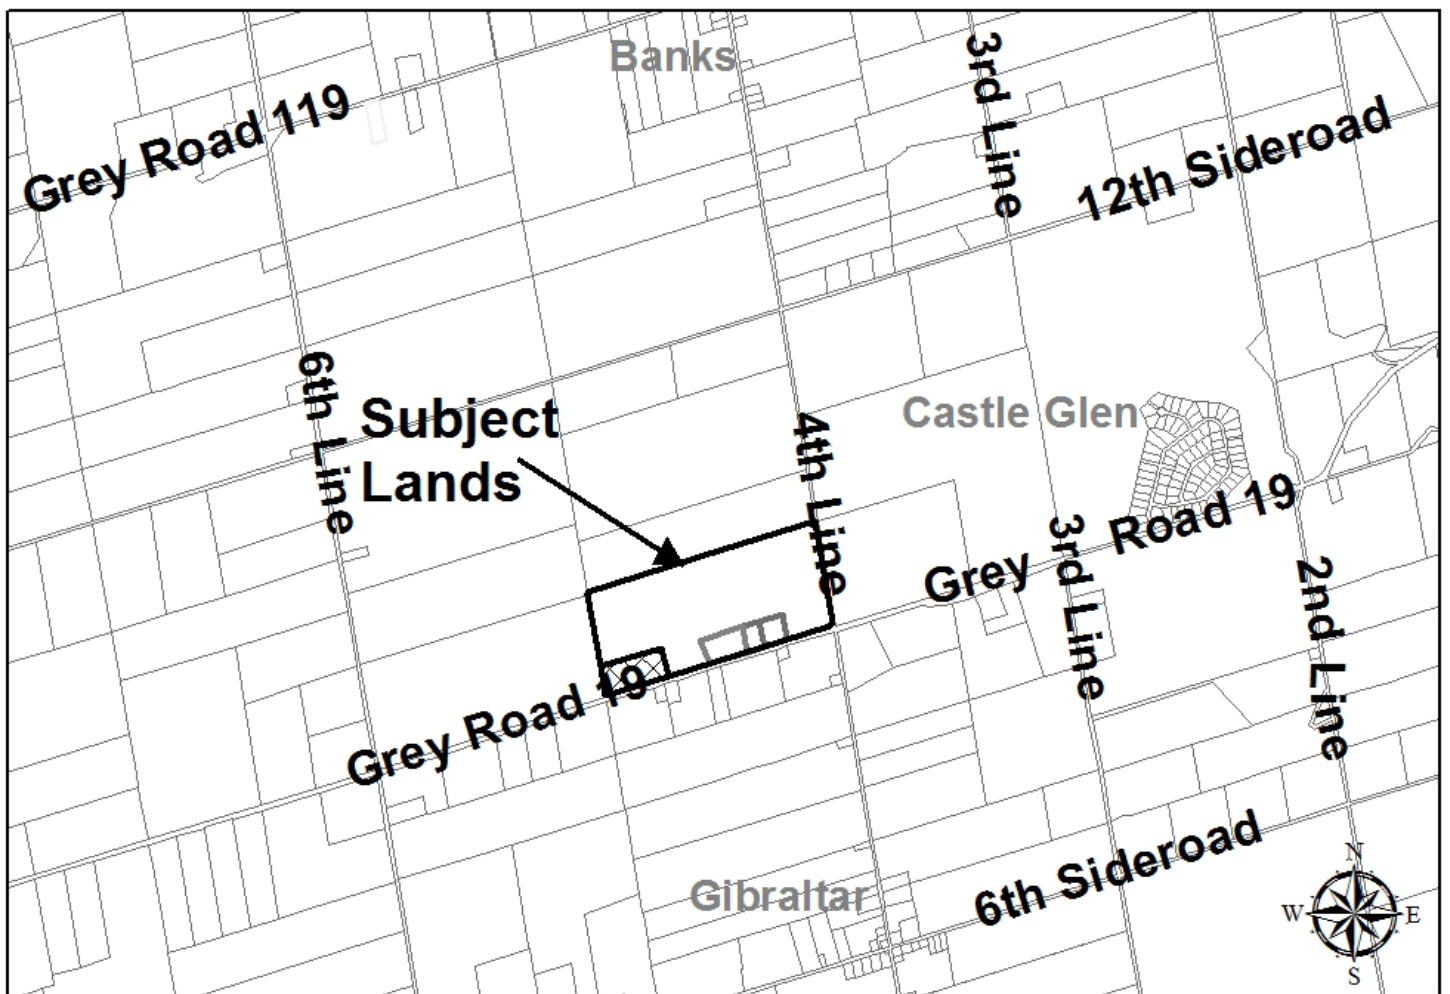 Banks
3rd Line
Grey Road 119
12th Sideroad
6th Line
Subject
Lands
4th Line
Castle Glen
Grey Road 19
3rd Line
2nd Line
Grey Road 19
Gibraltar
6th Sideroad
N
W E
S